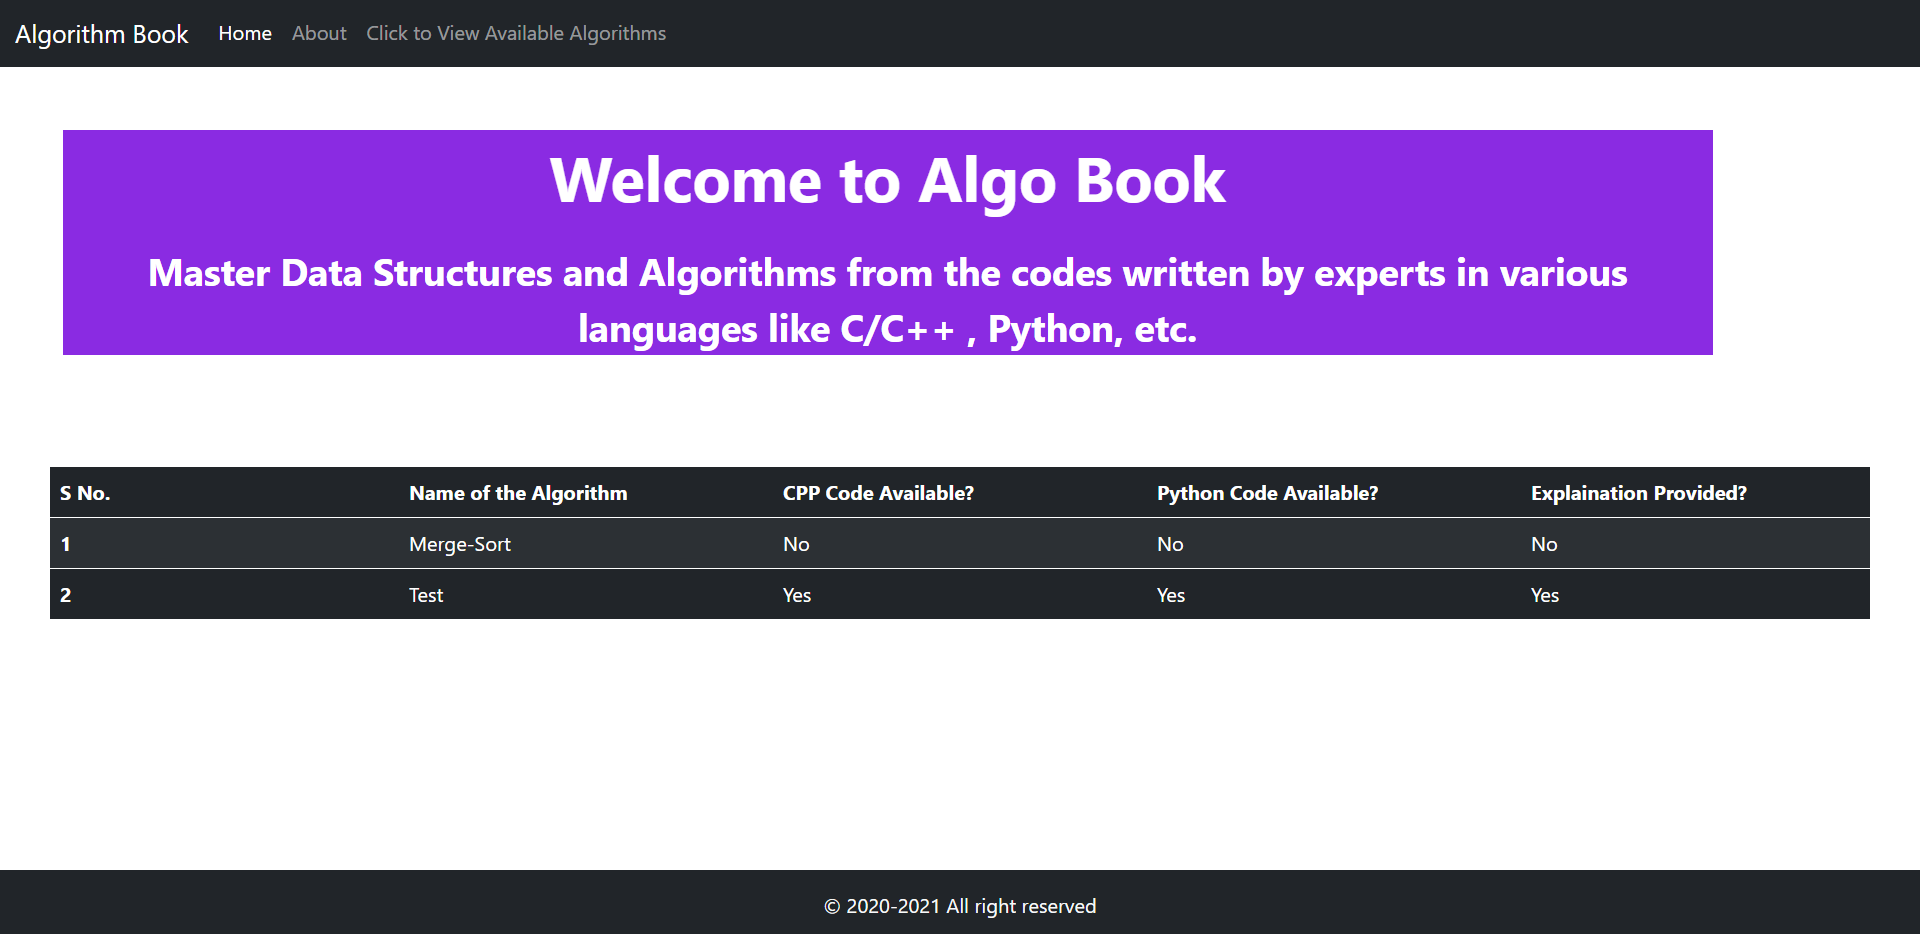 Algorithm Book Home About Click to View Available Algorithms
Welcome to Algo Book
Master Data Structures and Algorithms from the codes written by experts in various
languages like C/C++ , Python, etc.
S No. Name of the Algorithm CPP Code Available? Python Code Available? Explaination Provided?
1 Merge-Sort No No No
2 Test Yes Yes Yes
© 2020-2021 All right reserved